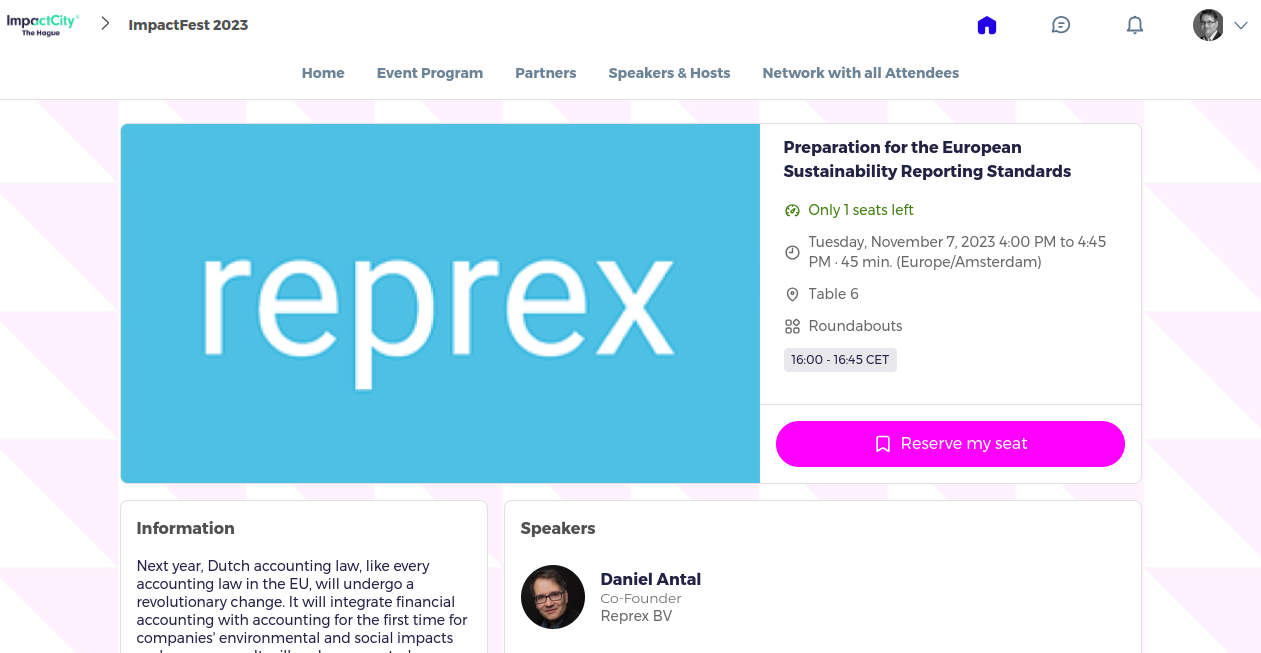 ImpactCity
The Hague
ImpactFest 2023
Home
Event Program
Partners
Speakers & Hosts
Network with all Attendees
reprex
Preparation for the European
Sustainability Reporting Standards
Only 1 seats left
Tuesday, November 7, 2023 4:00 PM to 4:45
PM · 45 min. (Europe/Amsterdam)
Table 6
Roundabouts
16:00 - 16:45 CET
Reserve my seat
Information
Next year, Dutch accounting law, like every
accounting law in the EU, will undergo a
revolutionary change. It will integrate financial
accounting with accounting for the first time for
companies' environmental and social impacts
Speakers
Daniel Antal
Co-Founder
Reprex BV